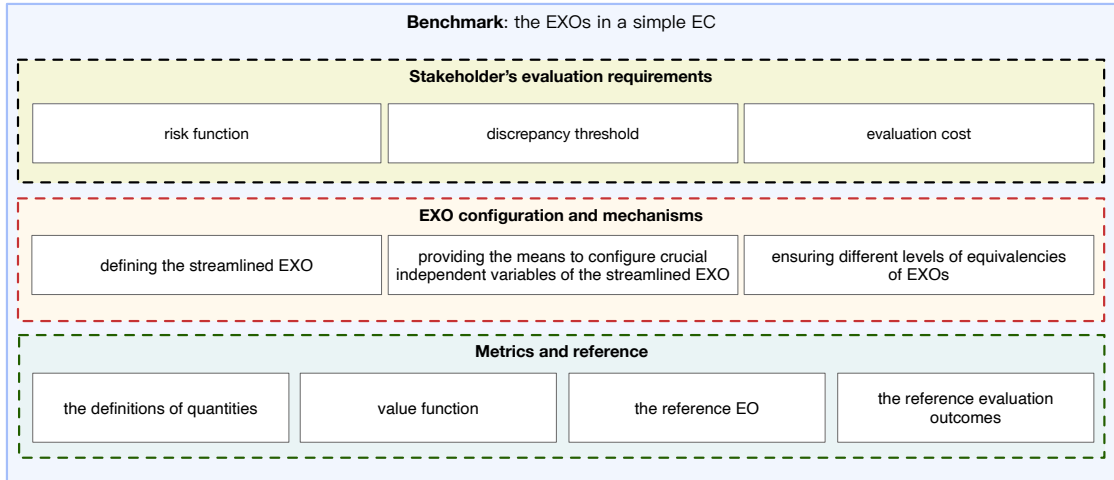 Benchmark: the EXOs in a simple EC
Stakeholder's evaluation requirements
risk function
discrepancy threshold
evaluation cost
EXO configuration and mechanisms
defining the streamlined EXO
providing the means to configure crucial
independent variables of the streamlined EXO
ensuring different levels of equivalencies
of EXOs
Metrics and reference
the definitions of quantities
value function
the reference EO
the reference evaluation
outcomes